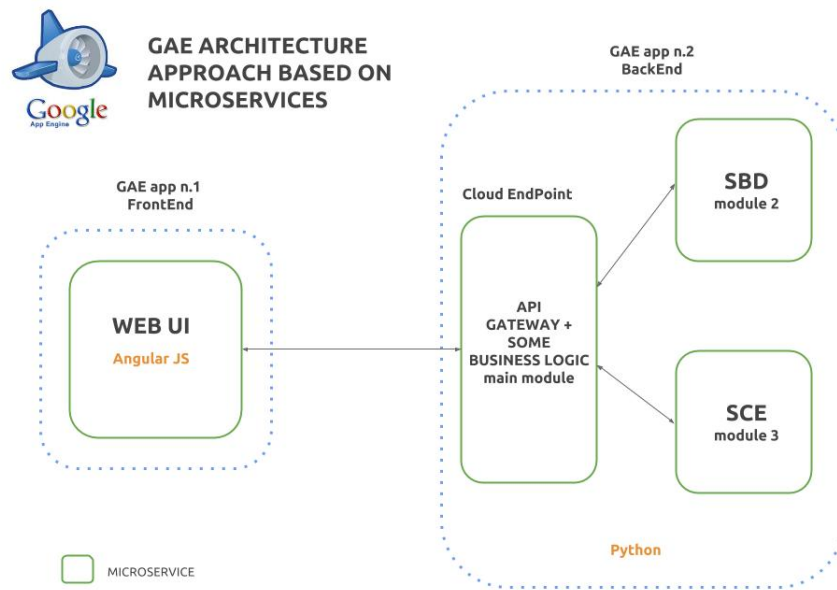 GAE ARCHITECTURE
APPROACH BASED ON
MICROSERVICES
Google
App Engine
GAE app n.1
FrontEnd
WEB UI
Angular JS
GAE app n.2
BackEnd
Cloud EndPoint
API
GATEWAY +
SOME
BUSINESS LOGIC
main module
SBD
module 2
SCE
module 3
Python
MICROSERVICE